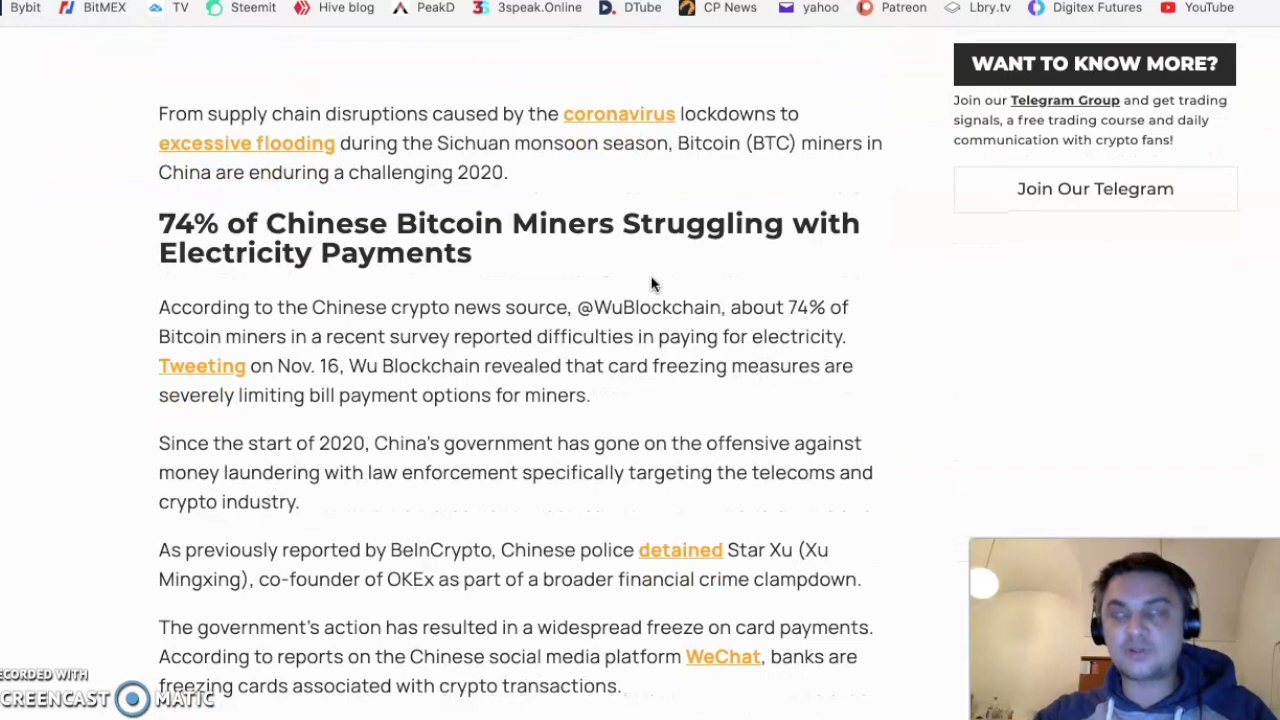 Bybit BitMEX TV Steemit Hive blog PeakD 3speak.Online DTube CP News yahoo Patreon Lbry.tv Digitex Futures YouTube
From supply chain disruptions caused by the coronavirus lockdowns to
excessive flooding during the Sichuan monsoon season, Bitcoin (BTC) miners in
China are enduring a challenging 2020.
74% of Chinese Bitcoin Miners Struggling with
Electricity Payments
According to the Chinese crypto news source, @WuBlockchain, about 74% of
Bitcoin miners in a recent survey reported difficulties in paying for electricity.
Tweeting on Nov. 16, Wu Blockchain revealed that card freezing measures are
severely limiting bill payment options for miners.
Since the start of 2020, China's government has gone on the offensive against
money laundering with law enforcement specifically targeting the telecoms and
crypto industry.
As previously reported by BeInCrypto, Chinese police detained Star Xu (Xu
Mingxing), co-founder of OKEx as part of a broader financial crime clampdown.
The government's action has resulted in a widespread freeze on card payments.
According to reports on the Chinese social media platform WeChat, banks are
freezing cards associated with crypto transactions.
WANT TO KNOW MORE?
Join our Telegram Group and get trading
signals, a free trading course and daily
communication with crypto fans!
Join Our Telegram
ECORDED WITH
CREENCAST MATIC